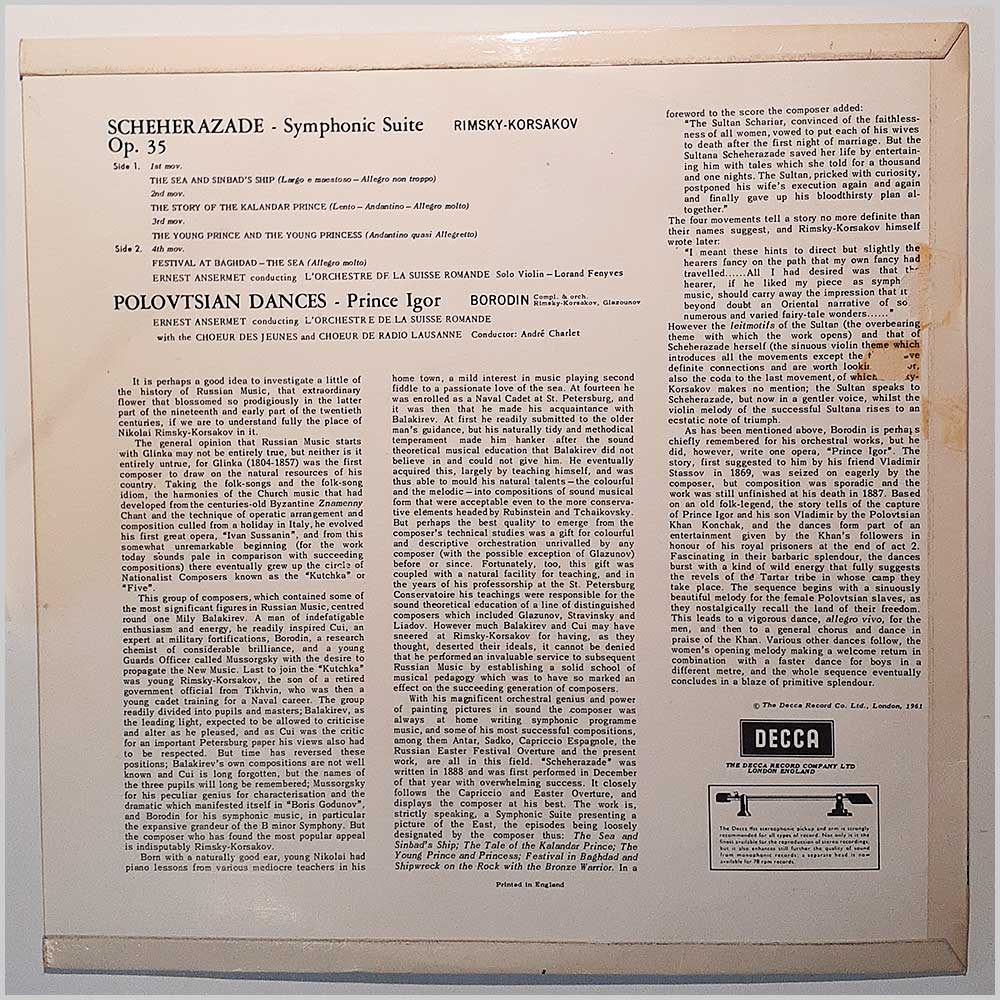 SCHEHERAZADE - Symphonic Suite RIMSKY-KORSAKOV
Op. 35
Side 1. 1st mov.
THE SEA AND SINBAD'S SHIP (Largo e maestoso – Allegro non troppo)
2nd mov.
THE STORY OF THE KALANDAR PRINCE (Lento – Andantino – Allegro molto)
3rd mov.
THE YOUNG PRINCE AND THE YOUNG PRINCESS (Andantino quasi Allegretto)
Side 2. 4th mov.
FESTIVAL AT BAGHDAD – THE SEA (Allegro molto)
ERNEST ANSERMET conducting L'ORCHESTRE DE LA SUISSE ROMANDE Solo Violin – Lorand Fenyves
POLOVTSIAN DANCES - Prince Igor BORODIN Compl. & orch.
Rimsky-Korsakov, Glazounov
ERNEST ANSERMET conducting L'ORCHESTRE DE LA SUISSE ROMANDE
with the CHOEUR DES JEUNES and CHOEUR DE RADIO LAUSANNE Conductor: André Charlet
It is perhaps a good idea to investigate a little of
the history of Russian Music, that extraordinary
flower that blossomed so prodigiously in the latter
part of the nineteenth and early part of the twentieth
centuries, if we are to understand fully the place of
Nikolai Rimsky-Korsakov in it.
The general opinion that Russian Music starts
with Glinka may not be entirely true, but neither is it
entirely untrue, for Glinka (1804-1857) was the first
composer to draw on the natural resources of his
country. Taking the folk-songs and the folk-song
idiom, the harmonies of the Church music that had
developed from the centuries-old Byzantine Znamenny
Chant and the technique of operatic arrangement and
composition culled from a holiday in Italy, he evolved
his first great opera, "Ivan Sussanin", and from this
somewhat unremarkable beginning (for the work
today sounds pale in comparison with succeeding
compositions) there eventually grew up the circle of
Nationalist Composers known as the "Kutchka" or
"Five".
This group of composers, which contained some of
the most significant figures in Russian Music, centred
round one Mily Balakirev. A man of indefatigable
enthusiasm and energy, he readily inspired Cui, an
expert at military fortifications, Borodin, a research
chemist of considerable brilliance, and a young
Guards Officer called Mussorgsky with the desire to
propagate the New Music. Last to join the "Kutchka"
was young Rimsky-Korsakov, the son of a retired
government official from Tikhvin, who was then a
young cadet training for a Naval career. The group
readily divided into pupils and masters; Balakirev, as
the leading light, expected to be allowed to criticise
and alter as he pleased, and as Cui was the critic
for an important Petersburg paper his views also had
to be respected. But time has reversed these
positions; Balakirev's own compositions are not well
known and Cui is long forgotten, but the names of
the three pupils will long be remembered; Mussorgsky
for his peculiar genius for characterisation and the
dramatic which manifested itself in "Boris Godunov",
and Borodin for his symphonic music, in particular
the expansive grandeur of the B minor Symphony. But
the composer who has found the most popular appeal
is indisputably Rimsky-Korsakov.
Born with a naturally good ear, young Nikolai had
piano lessons from various mediocre teachers in his
home town, a mild interest in music playing second
fiddle to a passionate love of the sea. At fourteen he
was enrolled as a Naval Cadet at St. Petersburg, and
it was then that he made his acquaintance with
Balakirev. At first he readily submitted to the older
man's guidance, but his naturally tidy and methodical
temperament made him hanker after the sound
theoretical musical education that Balakirev did not
believe in and could not give him. He eventually
acquired this, largely by teaching himself, and was
thus able to mould his natural talents – the colourful
and the melodic – into compositions of sound musical
form that were acceptable even to the more conserva-
tive elements headed by Rubinstein and Tchaikovsky.
But perhaps the best quality to emerge from the
composer's technical studies was a gift for colourful
and descriptive orchestration unrivalled by any
composer (with the possible exception of Glazunov)
before or since. Fortunately, too, this gift was
coupled with a natural facility for teaching, and in
the years of his professorship at the St. Petersburg
Conservatoire his teachings were responsible for the
sound theoretical education of a line of distinguished
composers which included Glazunov, Stravinsky and
Liadov. However much Balakirev and Cui may have
sneered at Rimsky-Korsakov for having, as they
thought, deserted their ideals, it cannot be denied
that he performed an invaluable service to subsequent
Russian Music by establishing a solid school of
musical pedagogy which was to have so marked an
effect on the succeeding generation of composers.
With his magnificent orchestral genius and power
of painting pictures in sound the composer was
always at home writing symphonic programme
music, and some of his most successful compositions,
among them Antar, Sadko, Capriccio Espagnole, the
Russian Easter Festival Overture and the present
work, are all in this field. "Scheherazade" was
written in 1888 and was first performed in December
of that year with overwhelming success. It closely
follows the Capriccio and Easter Overture, and
displays the composer at his best. The work is,
strictly speaking, a Symphonic Suite presenting a
picture of the East, the episodes being loosely
designated by the composer thus: The Sea and
Sinbad's Ship; The Tale of the Kalandar Prince; The
Young Prince and Princess; Festival in Baghdad and
Shipwreck on the Rock with the Bronze Warrior. In a
foreword to the score the composer added:
"The Sultan Schariar, convinced of the faithless-
ness of all women, vowed to put each of his wives
to death after the first night of marriage. But the
Sultana Scheherazade saved her life by entertain-
ing him with tales which she told for a thousand
and one nights. The Sultan, pricked with curiosity,
postponed his wife's execution again and again
and finally gave up his bloodthirsty plan al-
together."
The four movements tell a story no more definite than
their names suggest, and Rimsky-Korsakov himself
wrote later:
"I meant these hints to direct but slightly the
hearers fancy on the path that my own fancy had
travelled......All I had desired was that the
hearer, if he liked my piece as symph
music, should carry away the impression that it
beyond doubt an Oriental narrative of so
numerous and varied fairy-tale wonders......"
However the leitmotifs of the Sultan (the overbearing
theme with which the work opens) and that of
Scheherazade herself (the sinuous violin theme which
introduces all the movements except the
definite connections and are worth
also the coda to the last movement, of which
Korsakov makes no mention; the Sultan speaks to
Scheherazade, but now in a gentler voice, whilst the
violin melody of the successful Sultana rises to an
ecstatic note of triumph.
As has been mentioned above, Borodin is perhaps
chiefly remembered for his orchestral works, but he
did, however, write one opera, "Prince Igor". The
story, first suggested to him by his friend Vladimir
Stassov in 1869, was seized on eagerly by the
composer, but composition was sporadic and the
work was still unfinished at his death in 1887. Based
on an old folk-legend, the story tells of the capture
of Prince Igor and his son Vladimir by the Polovtsian
Khan Konchak, and the dances form part of an
entertainment given by the Khan's followers in
honour of his royal prisoners at the end of act 2.
Fascinating in their barbaric splendour, the dances
burst with a kind of wild energy that fully suggests
the revels of the Tartar tribe in whose camp they
take place. The sequence begins with a sinuously
beautiful melody for the female Polovtsian slaves, as
they nostalgically recall the land of their freedom.
This leads to a vigorous dance, allegro vivo, for the
men, and then to a general chorus and dance in
praise of the Khan. Various other dances follow, the
women's opening melody making a welcome return in
combination with a faster dance for boys in a
different metre, and the whole sequence eventually
concludes in a blaze of primitive splendour.
© The Decca Record Co. Ltd., London, 1961
DECCA
THE DECCA RECORD COMPANY LTD
LONDON ENGLAND
The Decca ffss stereophonic pickup and arm is strongly
recommended for all types of record. Not only is it the
finest available for the reproduction of stereo recordings,
but it also enhances still further the quality of sound
from monophonic records; a separate head is now
available for 78 rpm records.
Printed in England